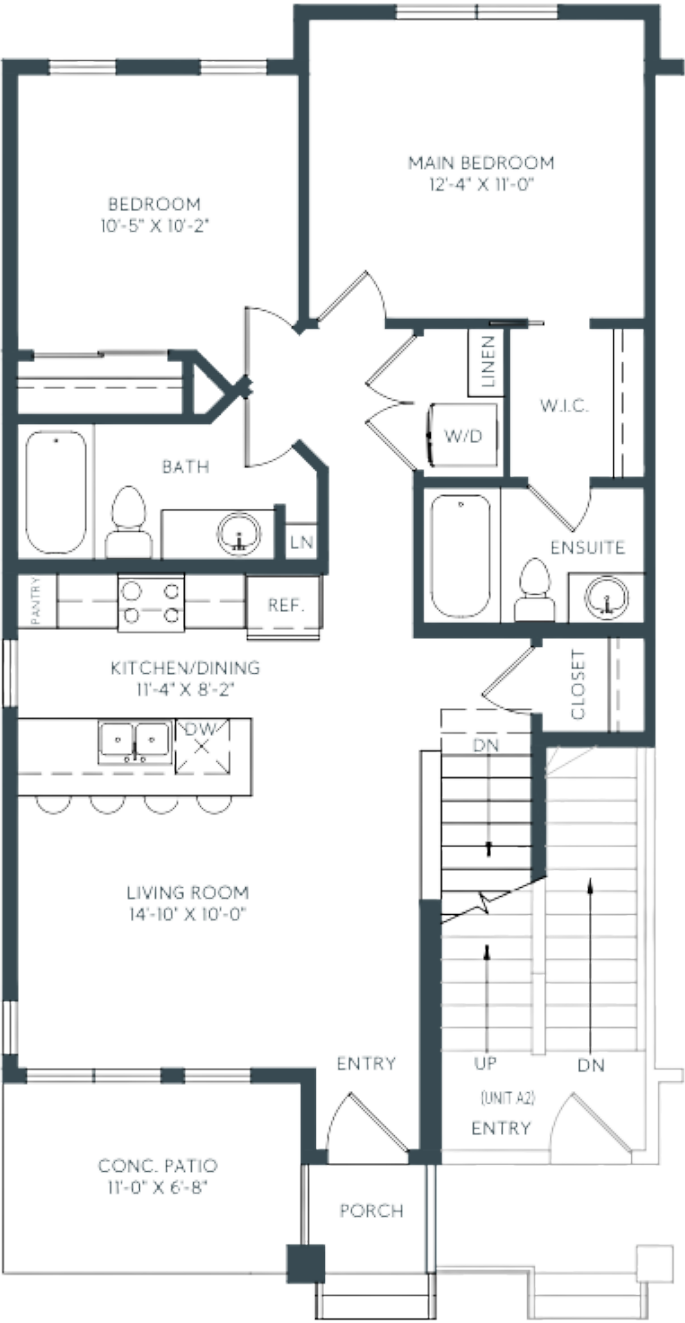 MAIN BEDROOM
12'-4" X 11'-0"
BEDROOM
10'-5" X 10'-2"
LINEN
W.I.C.
W/D
BATH
LN
ENSUITE
PANTRY
REF.
KITCHEN/DINING
11'-4" X 8'-2"
CLOSET
DW
DN
LIVING ROOM
14'-10" X 10'-0"
ENTRY
UP
DN
(UNIT A2)
ENTRY
CONC. PATIO
11'-0" X 6'-8"
PORCH